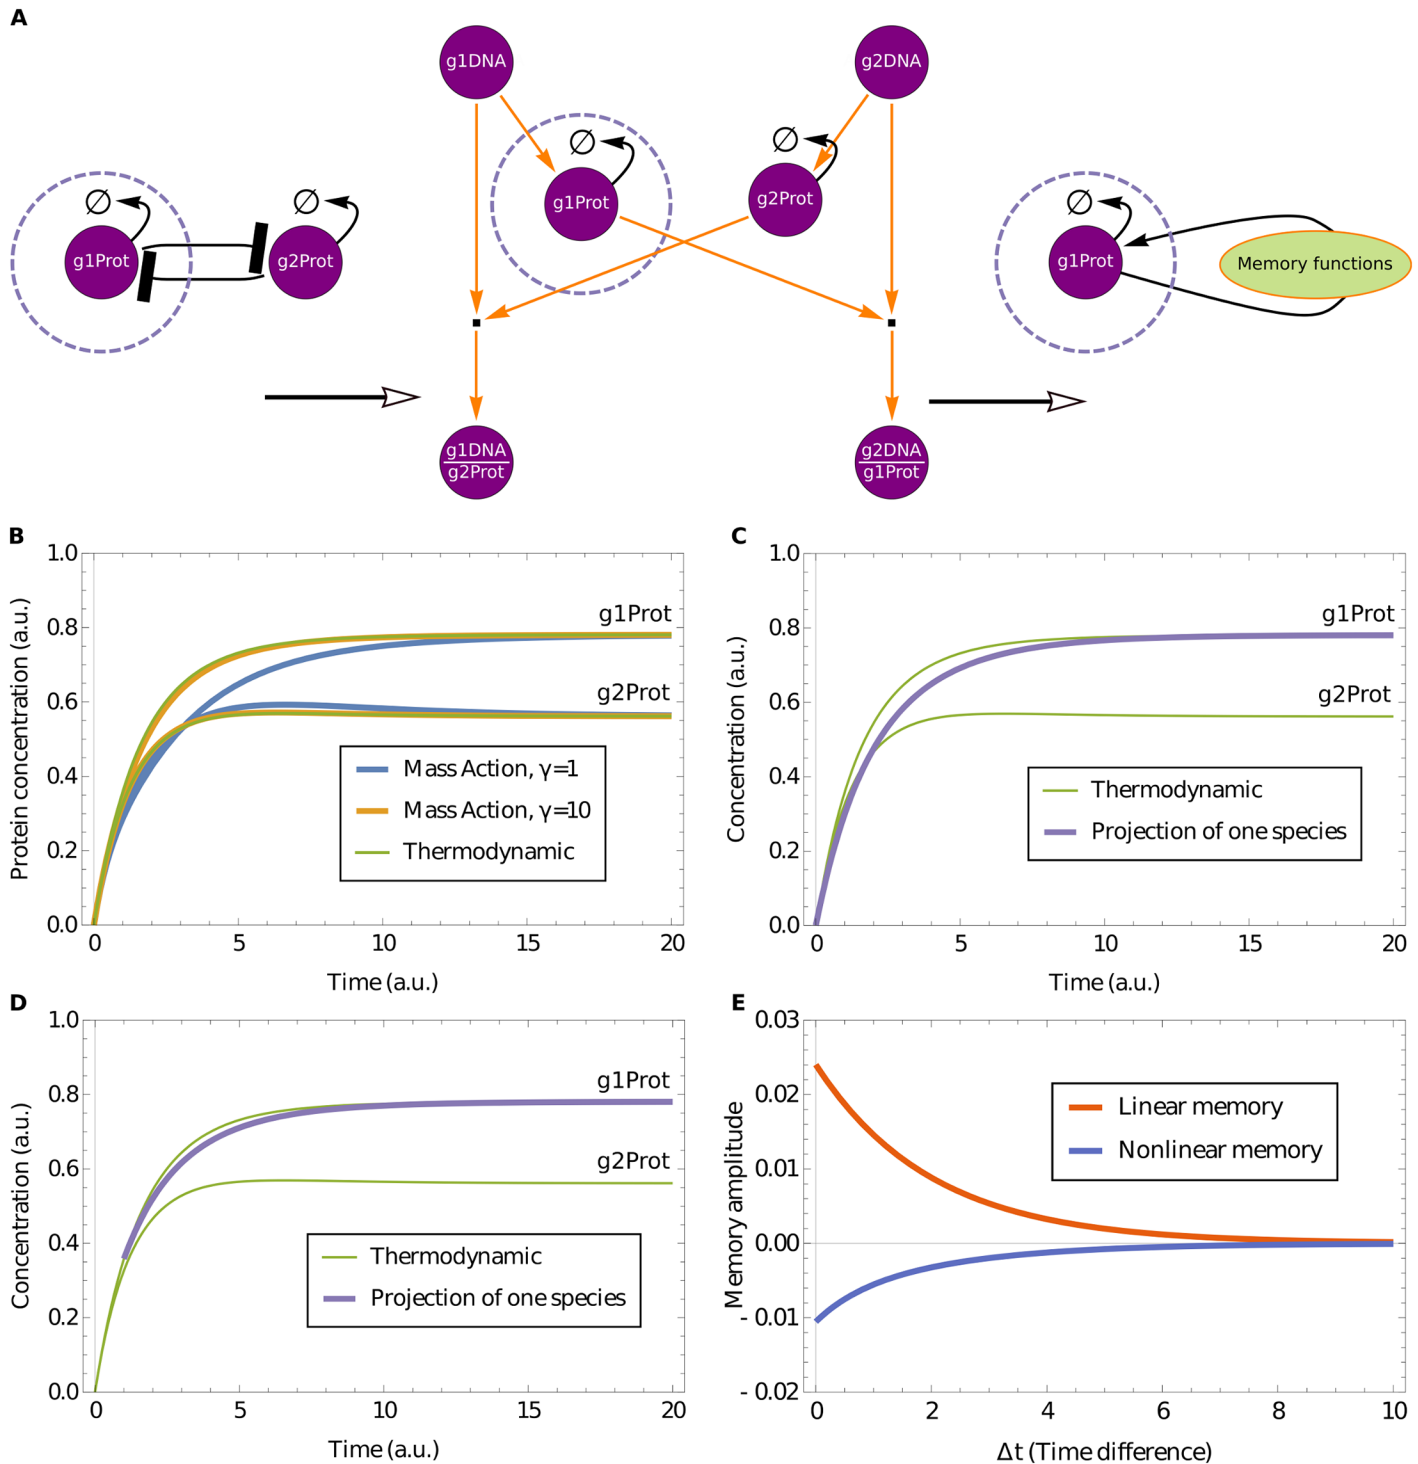 A
g1DNA
g2DNA
∅
g1Prot
∅
g2Prot
∅
g1Prot
∅
g2Prot
∅
g1Prot
Memory functions
g1DNA
g2Prot
g2DNA
g1Prot
B
1.0
0.8
0.6
0.4
0.2
0.0
0
5
10
15
20
Protein concentration (a.u.)
Time (a.u.)
g1Prot
g2Prot
Mass Action, γ=1
Mass Action, γ=10
Thermodynamic
C
1.0
0.8
0.6
0.4
0.2
0.0
0
5
10
15
20
Concentration (a.u.)
Time (a.u.)
g1Prot
g2Prot
Thermodynamic
Projection of one species
D
1.0
0.8
0.6
0.4
0.2
0.0
0
5
10
15
20
Concentration (a.u.)
Time (a.u.)
g1Prot
g2Prot
Thermodynamic
Projection of one species
E
0.03
0.02
0.01
0.00
- 0.01
- 0.02
0
2
4
6
8
10
Memory amplitude
Δt (Time difference)
Linear memory
Nonlinear memory